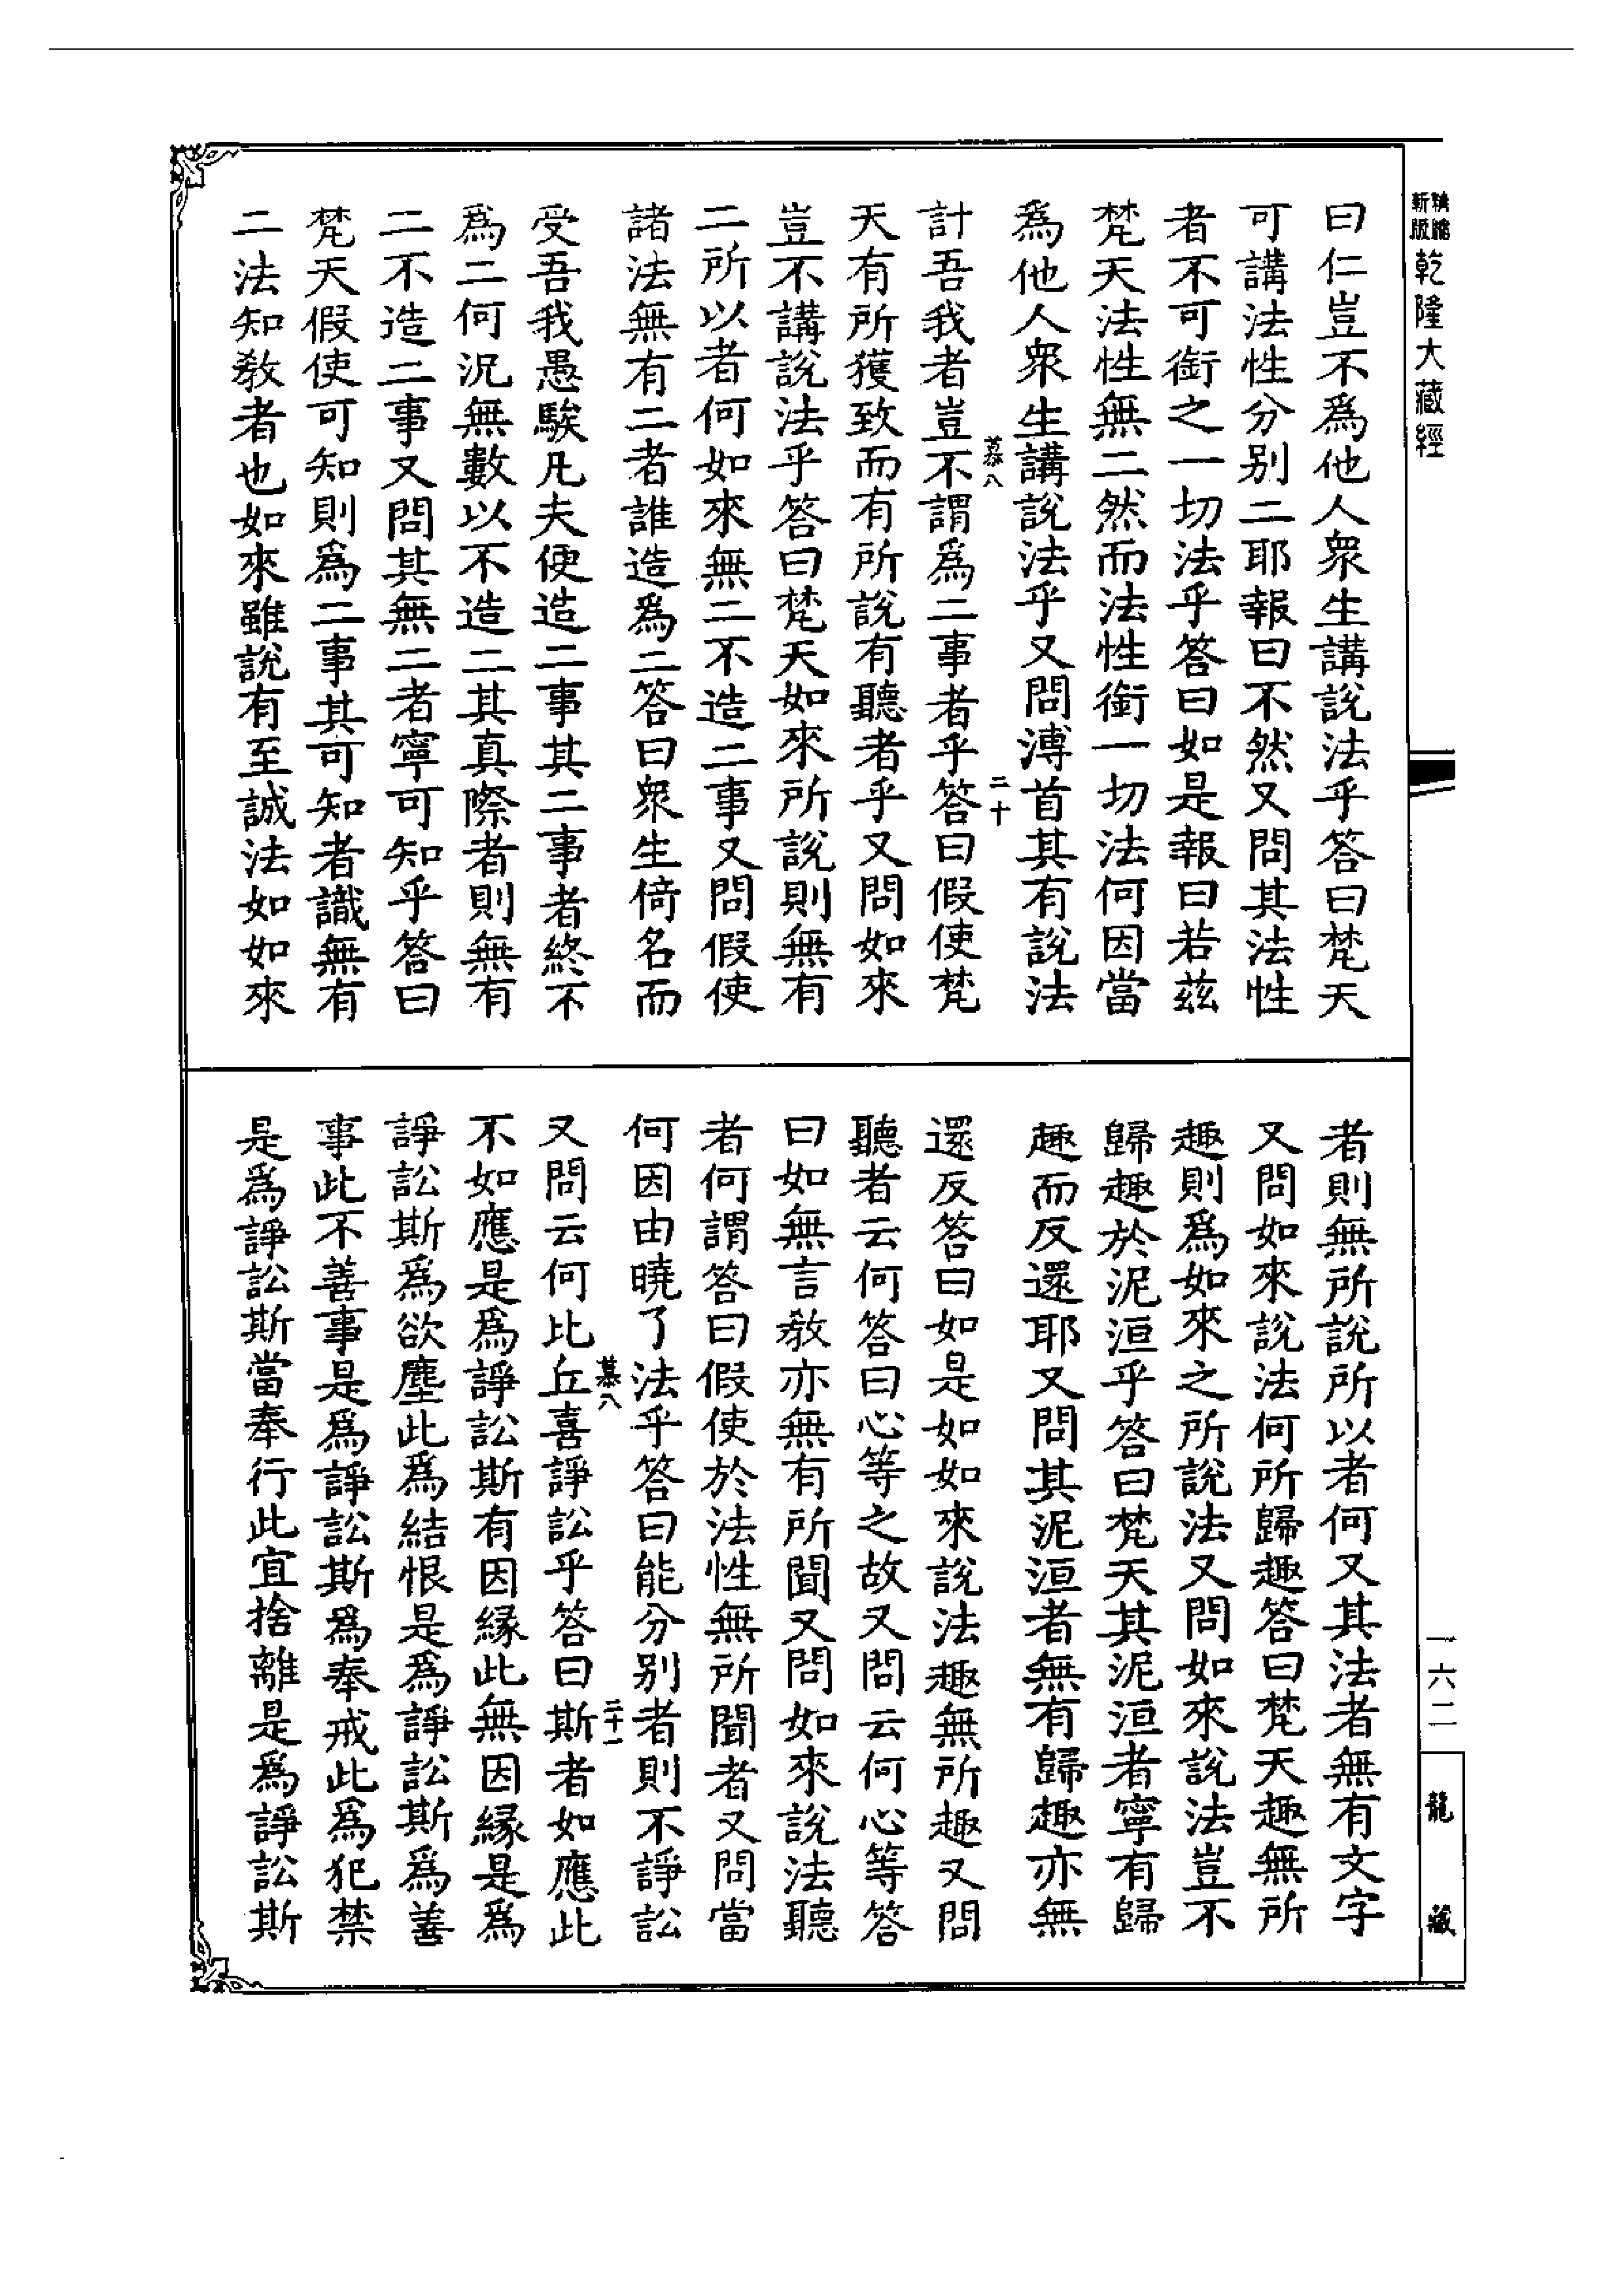 新版精縮
乾隆大藏經
曰仁豈不爲他人衆生講說法乎答曰梵天
可講法性分别二耶報曰不然又問其法性
者不可銜之一切法乎答曰如是報曰若兹
梵天法性無二然而法性銜一切法何因當
爲他人衆生講說法乎又問溥首其有說法
慕八
二十
計吾我者豈不謂爲二事者乎答曰假使梵
天有所獲致而有所說有聽者乎又問如來
豈不講說法乎答曰梵天如來所說則無有
二所以者何如來無二不造二事又問假使
諸法無有二者誰造爲二答曰衆生倚名而
受吾我愚騃凡夫便造二事其二事者終不
爲二何況無數以不造二其真際者則無有
二不造二事又問其無二者寧可知乎答曰
梵天假使可知則爲二事其可知者識無有
二法知教者也如來雖說有至誠法如如來
者則無所說所以者何又其法者無有文字
又問如來說法何所歸趣答曰梵天趣無所
趣則爲如來之所說法又問如來說法豈不
歸趣於泥洹乎答曰梵天其泥洹者寧有歸
趣而反還耶又問其泥洹者無有歸趣亦無
還反答曰如是如如來說法趣無所趣又問
聽者云何答曰心等之故又問云何心等答
曰如無言教亦無有所聞又問如來說法聽
者何謂答曰假使於法性無所聞者又問當
何因由曉了法乎答曰能分别者則不諍訟
慕八
二十一
又問云何比丘喜諍訟乎答曰斯者如應此
不如應是爲諍訟斯有因緣此無因緣是爲
諍訟斯爲欲塵此爲結恨是爲諍訟斯爲善
事此不善事是爲諍訟斯爲奉戒此爲犯禁
是爲諍訟斯當奉行此宜捨離是爲諍訟斯
一六二
龍藏